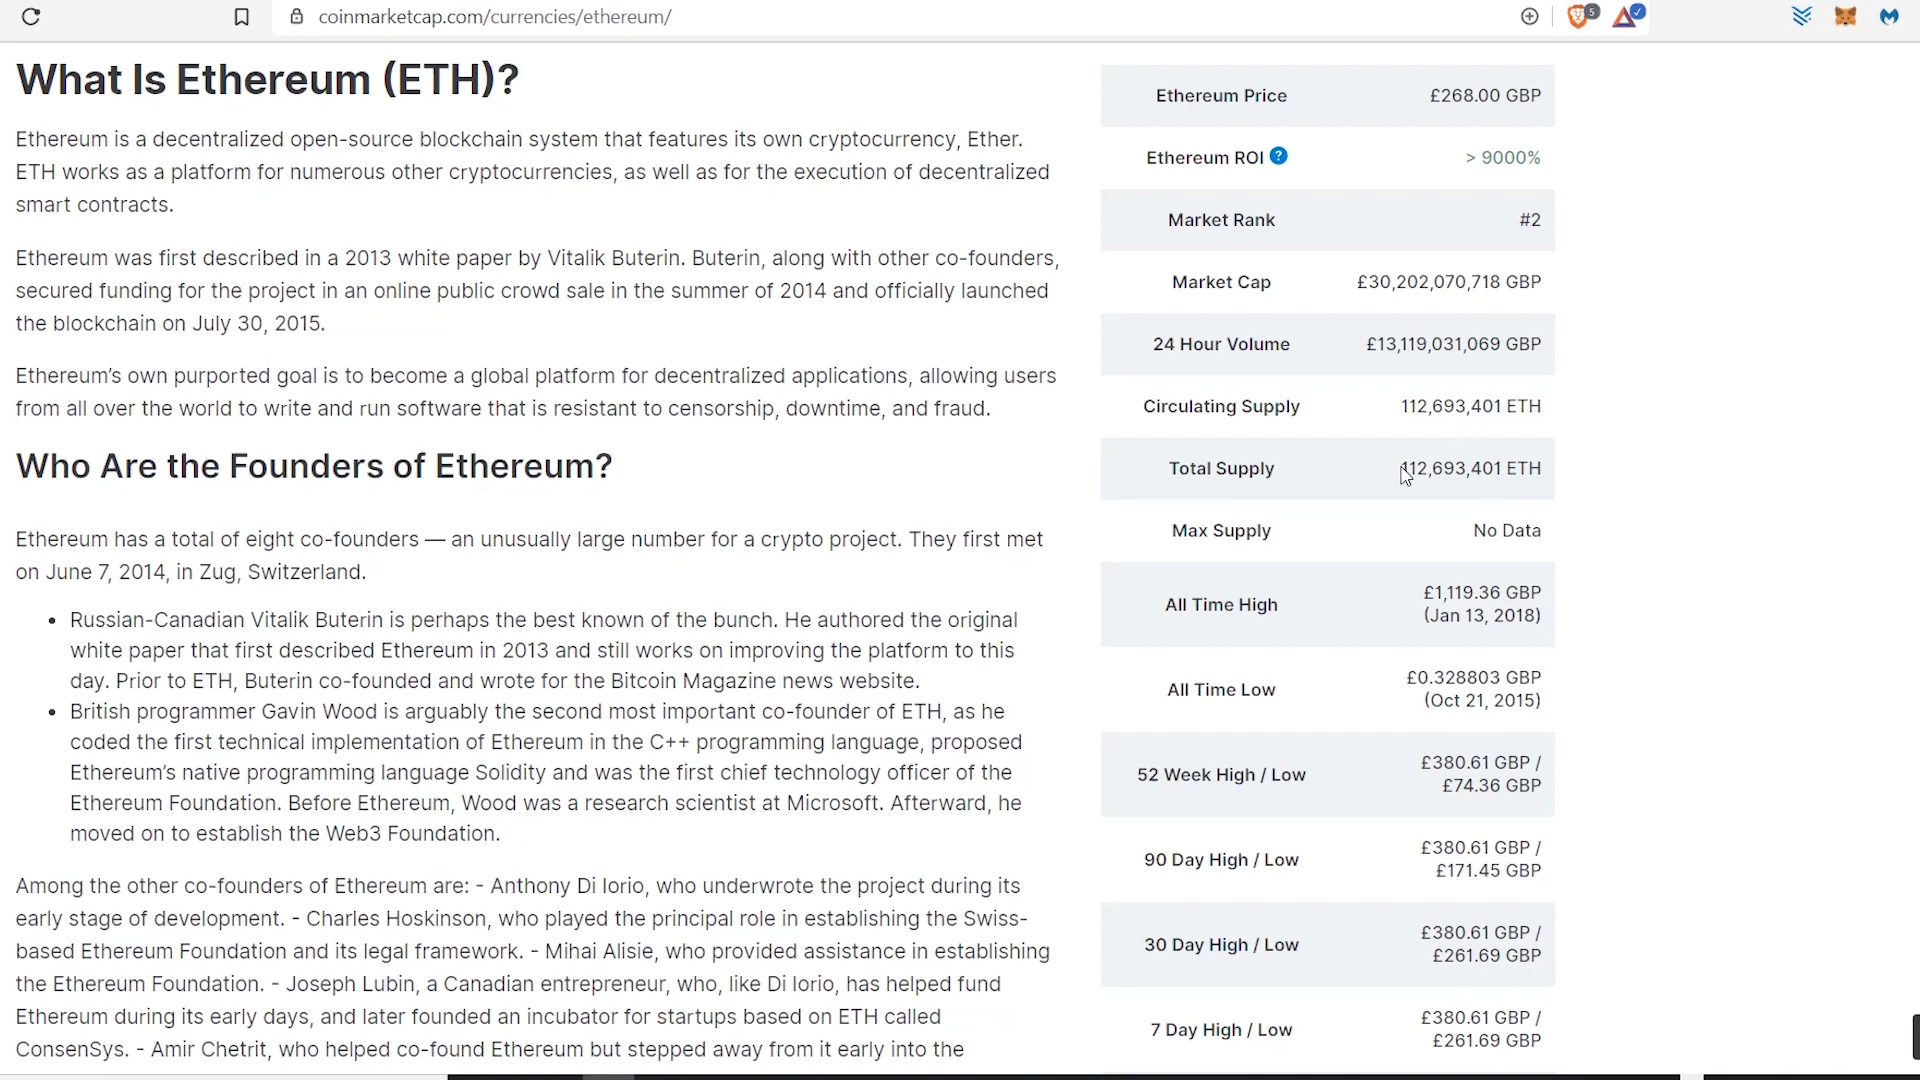 coinmarketcap.com/currencies/ethereum/
5
What Is Ethereum (ETH)?
Ethereum is a decentralized open-source blockchain system that features its own cryptocurrency, Ether.
ETH works as a platform for numerous other cryptocurrencies, as well as for the execution of decentralized
smart contracts.
Ethereum was first described in a 2013 white paper by Vitalik Buterin. Buterin, along with other co-founders,
secured funding for the project in an online public crowd sale in the summer of 2014 and officially launched
the blockchain on July 30, 2015.
Ethereum’s own purported goal is to become a global platform for decentralized applications, allowing users
from all over the world to write and run software that is resistant to censorship, downtime, and fraud.
Who Are the Founders of Ethereum?
Ethereum has a total of eight co-founders — an unusually large number for a crypto project. They first met
on June 7, 2014, in Zug, Switzerland.
• Russian-Canadian Vitalik Buterin is perhaps the best known of the bunch. He authored the original
white paper that first described Ethereum in 2013 and still works on improving the platform to this
day. Prior to ETH, Buterin co-founded and wrote for the Bitcoin Magazine news website.
• British programmer Gavin Wood is arguably the second most important co-founder of ETH, as he
coded the first technical implementation of Ethereum in the C++ programming language, proposed
Ethereum’s native programming language Solidity and was the first chief technology officer of the
Ethereum Foundation. Before Ethereum, Wood was a research scientist at Microsoft. Afterward, he
moved on to establish the Web3 Foundation.
Among the other co-founders of Ethereum are: - Anthony Di Iorio, who underwrote the project during its
early stage of development. - Charles Hoskinson, who played the principal role in establishing the Swiss-
based Ethereum Foundation and its legal framework. - Mihai Alisie, who provided assistance in establishing
the Ethereum Foundation. - Joseph Lubin, a Canadian entrepreneur, who, like Di Iorio, has helped fund
Ethereum during its early days, and later founded an incubator for startups based on ETH called
ConsenSys. - Amir Chetrit, who helped co-found Ethereum but stepped away from it early into the
Ethereum Price £268.00 GBP
Ethereum ROI ? > 9000%
Market Rank #2
Market Cap £30,202,070,718 GBP
24 Hour Volume £13,119,031,069 GBP
Circulating Supply 112,693,401 ETH
Total Supply 112,693,401 ETH
Max Supply No Data
All Time High £1,119.36 GBP
(Jan 13, 2018)
All Time Low £0.328803 GBP
(Oct 21, 2015)
52 Week High / Low £380.61 GBP /
£74.36 GBP
90 Day High / Low £380.61 GBP /
£171.45 GBP
30 Day High / Low £380.61 GBP /
£261.69 GBP
7 Day High / Low £380.61 GBP /
£261.69 GBP